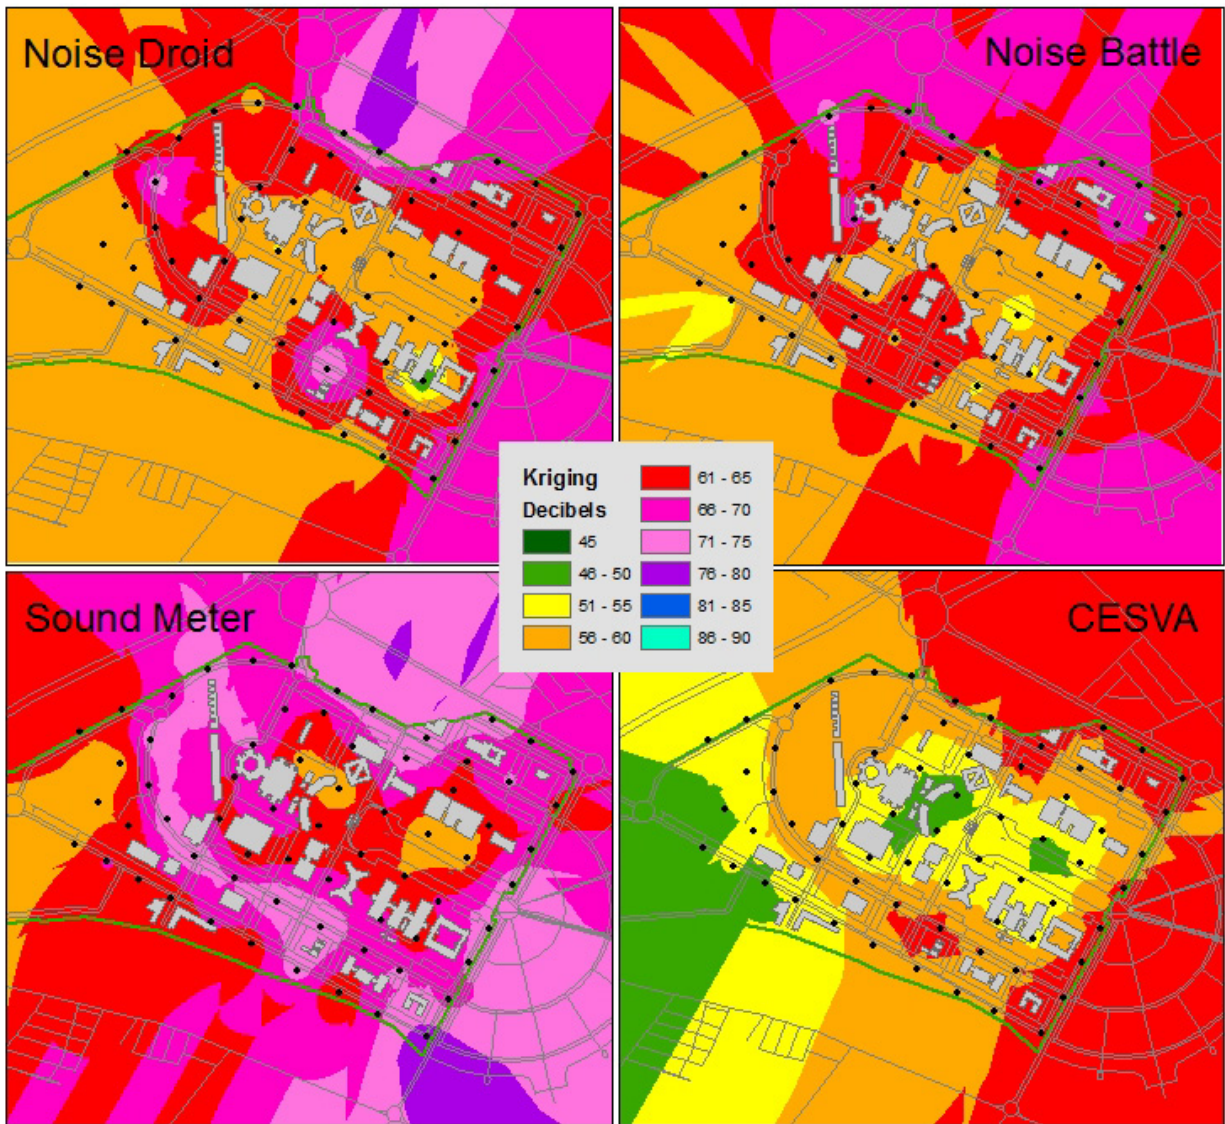 Noise Droid
Noise Battle
Kriging
Decibels
45
46 - 50
51 - 55
56 - 60
61 - 65
66 - 70
71 - 75
76 - 80
81 - 85
86 - 90
Sound Meter
CESVA